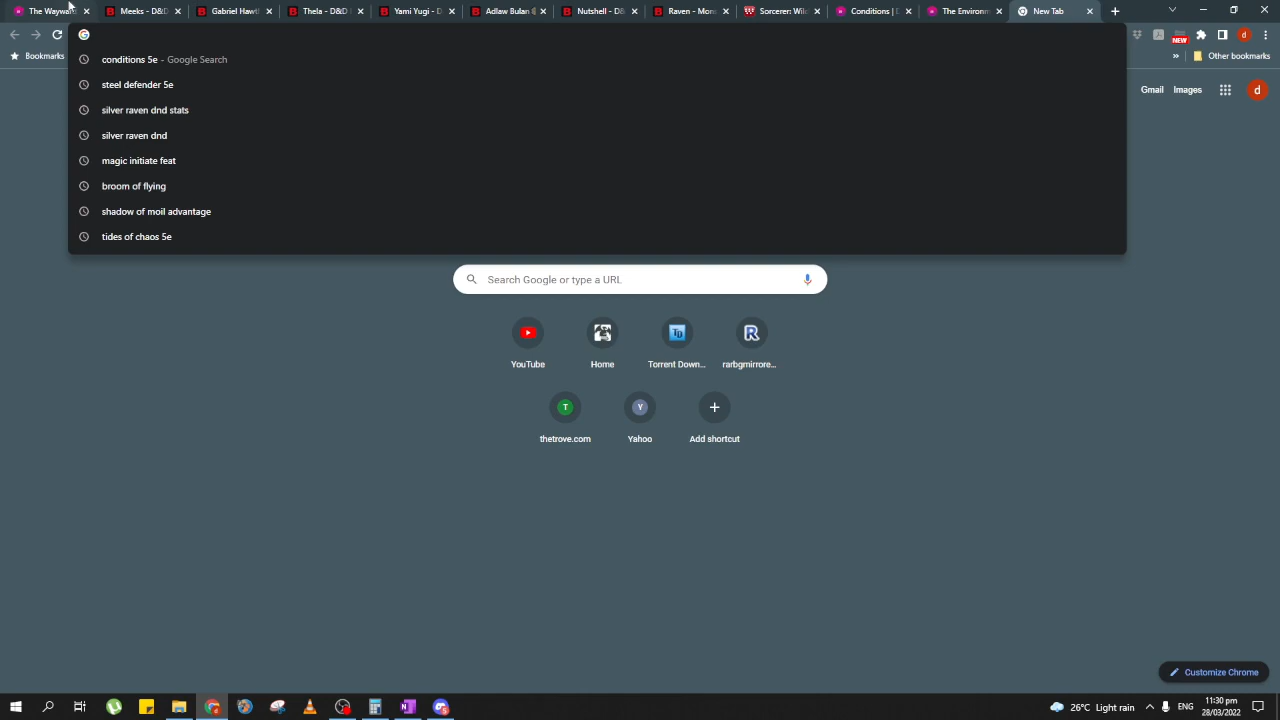 The Waywa
Meeks - D&D
Gabriel Hawt
Thela - D&D
Yami Yugi - D
Adlaw Bulan
Nutshell - D&
Raven - Mon
Sorcerer: Wil
Conditions | D
The Environm
New Tab
Bookmarks
NEW
d
»
Other bookmarks
conditions 5e - Google Search
steel defender 5e
silver raven dnd stats
silver raven dnd
magic initiate feat
broom of flying
shadow of moil advantage
tides of chaos 5e
Gmail
Images
d
Search Google or type a URL
YouTube
Home
Torrent Down...
rarbgmirrore...
thetrove.com
Yahoo
Add shortcut
Customize Chrome
26°C Light rain
ENG
11:30 pm
28/03/2022